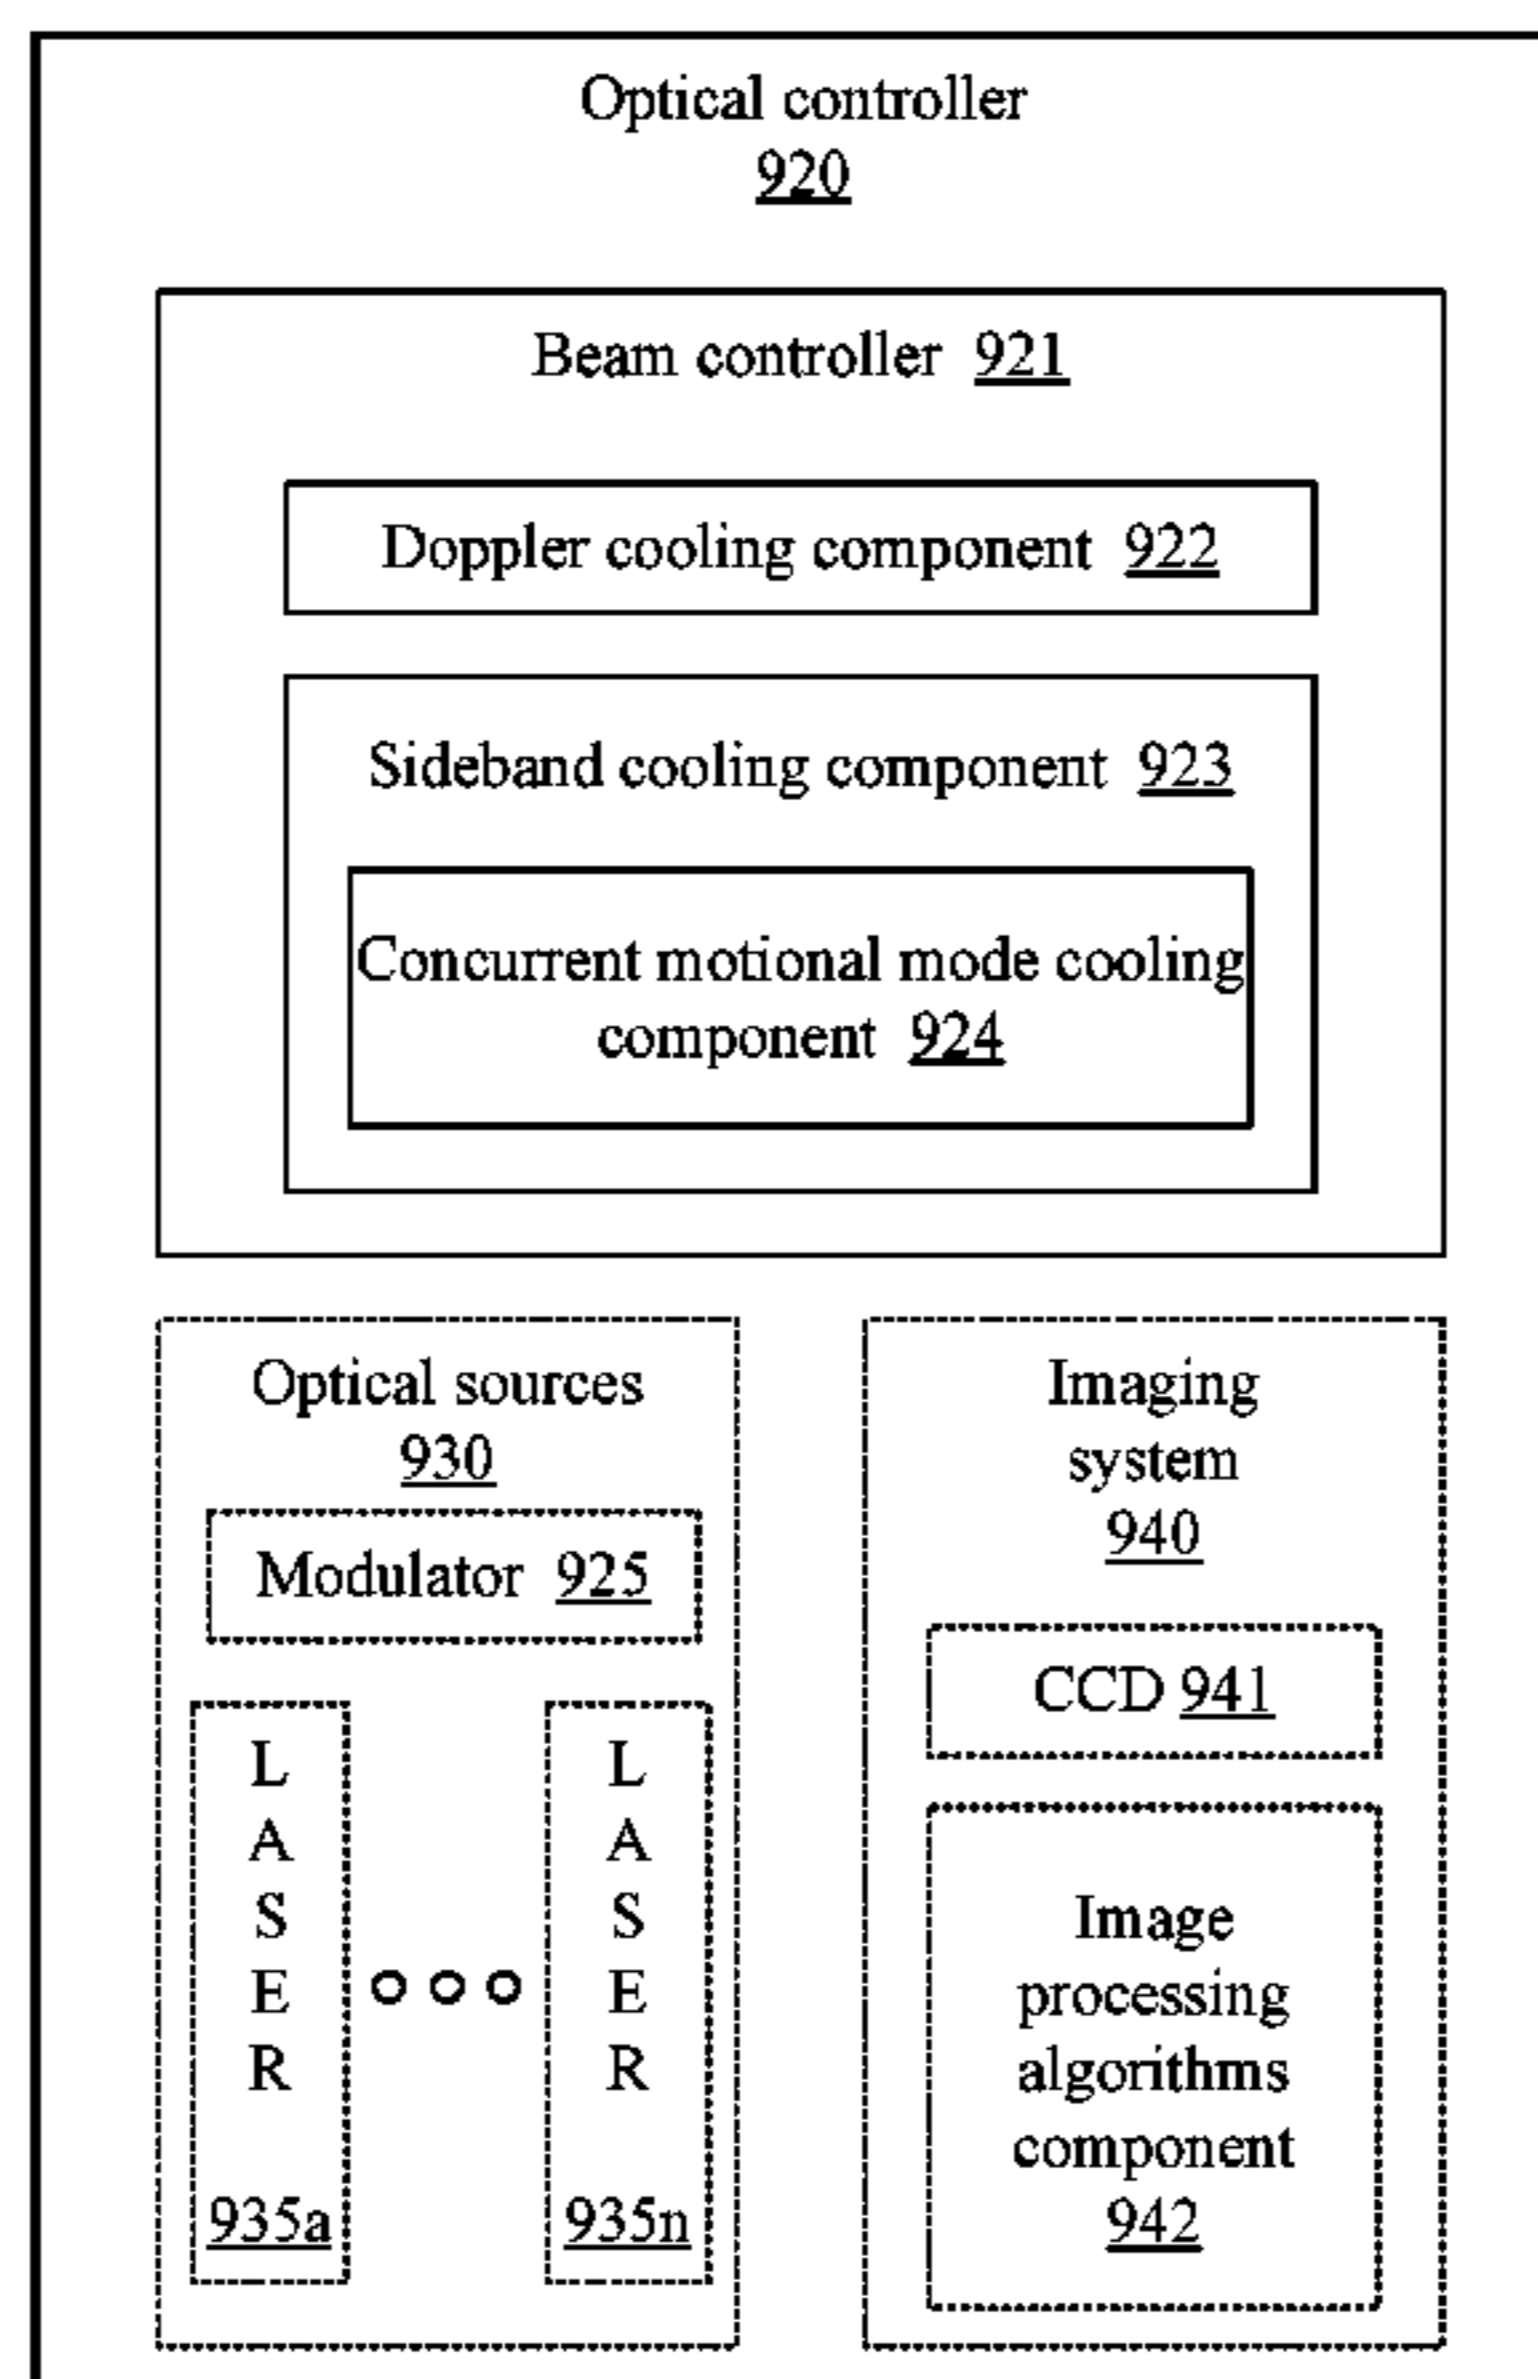 Optical controller
920
Beam controller 921
Doppler cooling component 922
Sideband cooling component 923
Concurrent motional mode cooling
component 924
Optical sources
930
Modulator 925
L
A
S
E
R
935a
L
A
S
E
R
935n
Imaging
system
940
CCD 941
Image
processing
algorithms
component
942